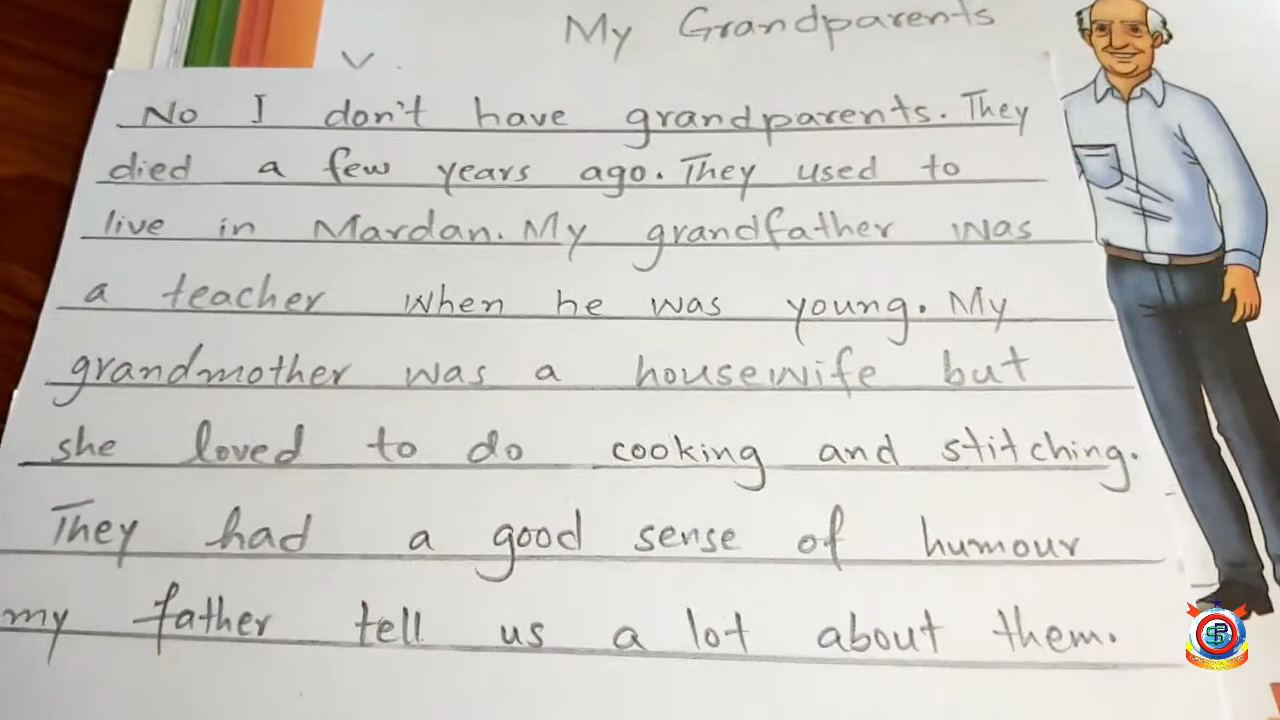 My Grandparents
No I don't have grandparents. They
died a few years ago. They used to
live in Mardan. My grandfather was
a teacher when he was young. My
grandmother was a housewife but
she loved to do cooking and stitching.
They had a good sense of humour
my father tell us a lot about them.